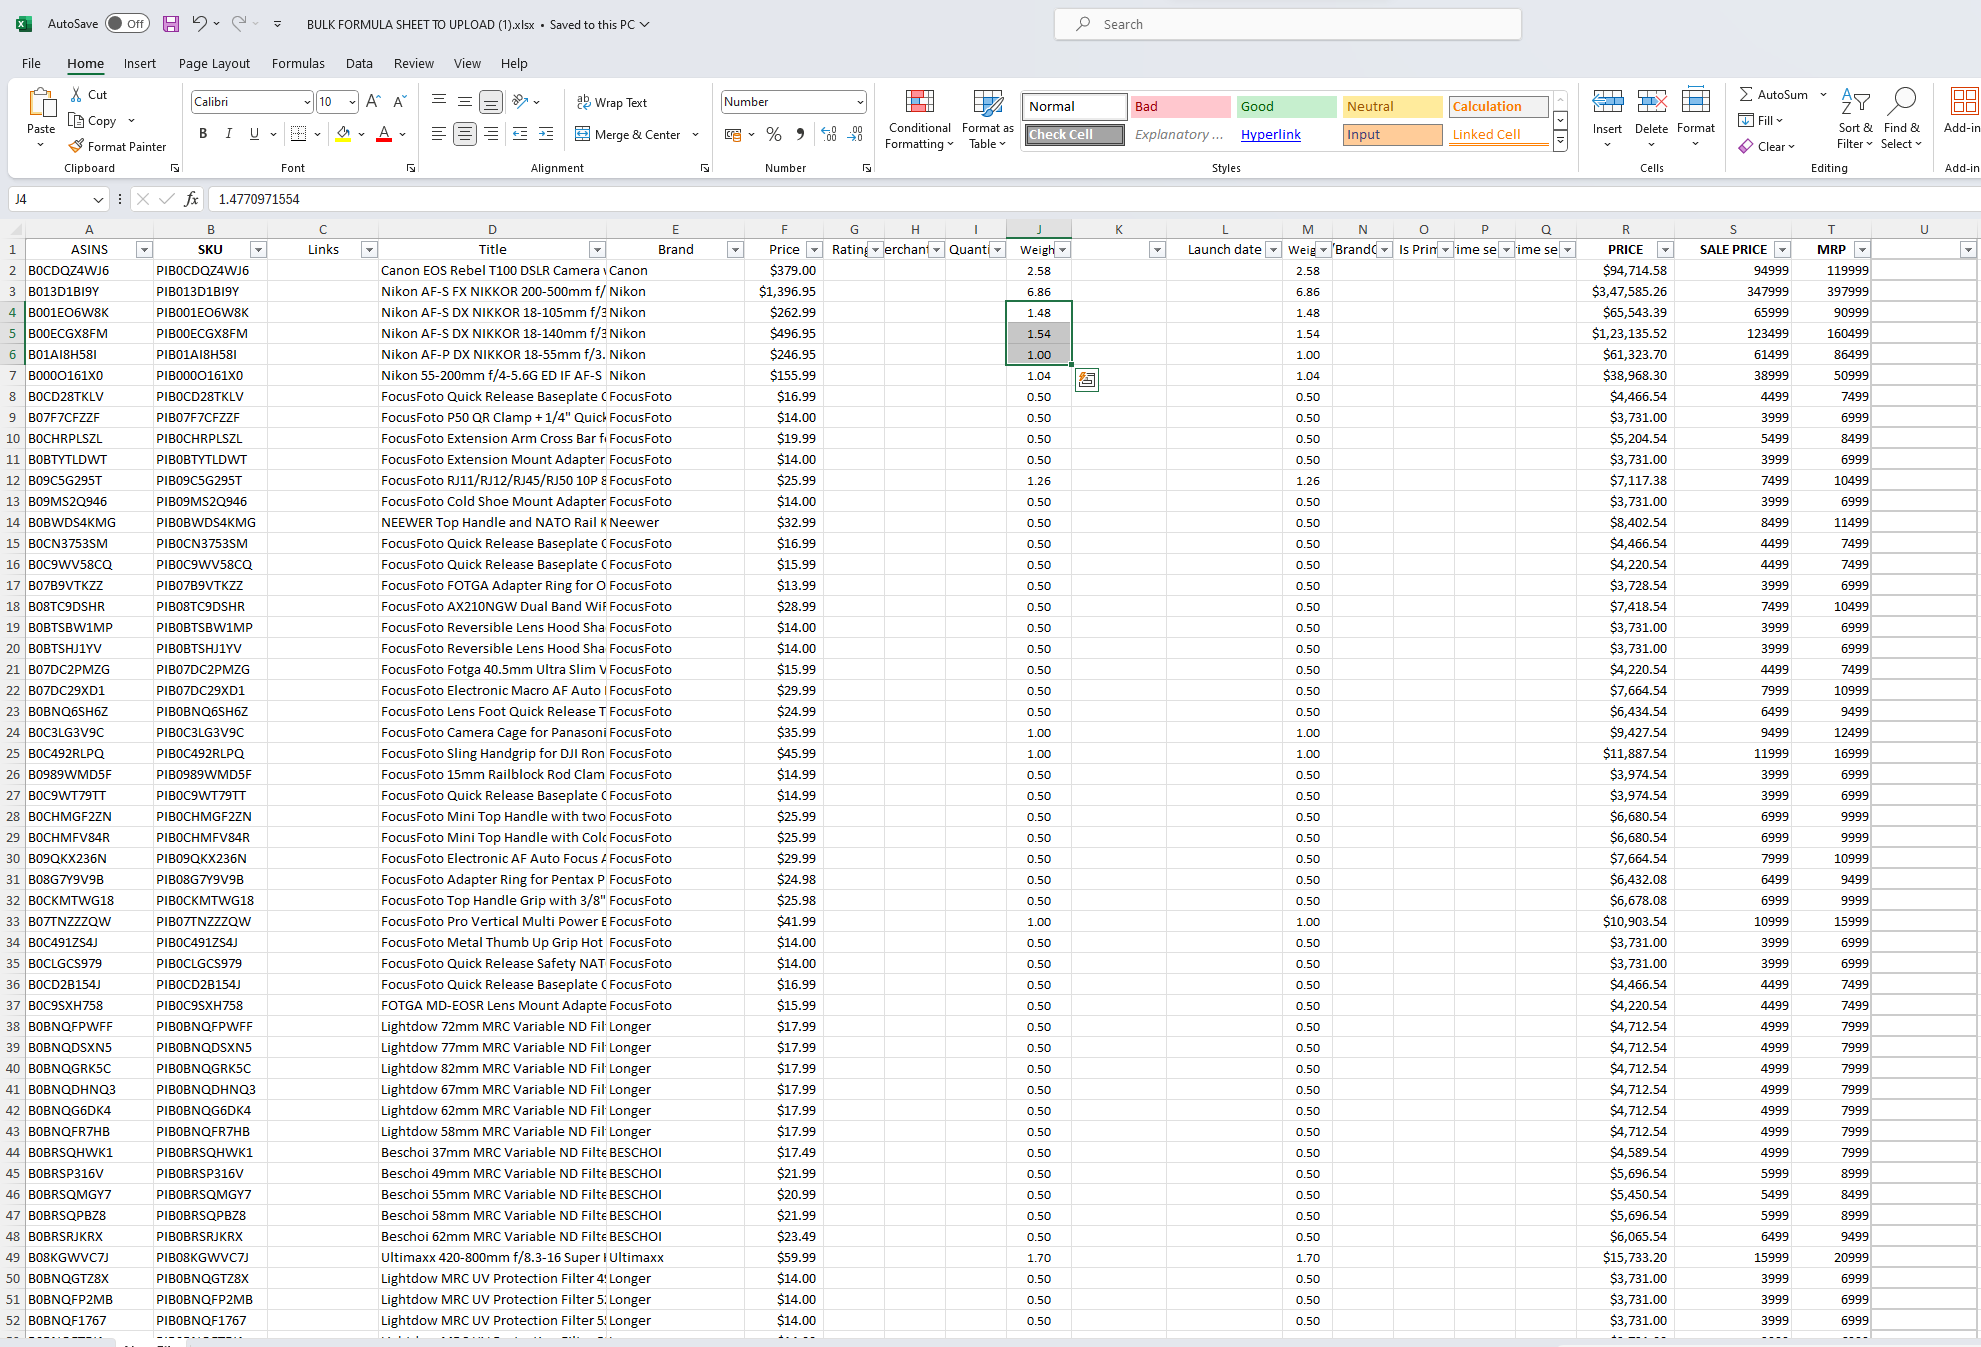 AutoSave Off BULK FORMULA SHEET TO UPLOAD (1).xlsx • Saved to this PC Search
File Home Insert Page Layout Formulas Data Review View Help
Paste Cut Copy Format Painter Clipboard
Calibri 10 B I U A Font
Wrap Text Merge & Center Alignment
Number % , Number
Conditional Formatting Format as Table
Normal Bad Good Neutral Calculation
Check Cell Explanatory ... Hyperlink Input Linked Cell
Styles
Insert Delete Format Cells
AutoSum Fill Clear Sort & Filter Find & Select Editing
Add-in Add-in
J4 fx 1.4770971554
A B C D E F G H I J K L M N O P Q R S T U
1 ASINS SKU Links Title Brand Price Rating erchant Quanti Weigh Launch date Weig 'BrandC Is Prim rime se rime se PRICE SALE PRICE MRP
2 B0CDQZ4WJ6 PIB0CDQZ4WJ6 Canon EOS Rebel T100 DSLR Camera Canon $379.00 2.58 2.58 $94,714.58 94999 119999
3 B013D1BI9Y PIB013D1BI9Y Nikon AF-S FX NIKKOR 200-500mm f/ Nikon $1,396.95 6.86 6.86 $3,47,585.26 347999 397999
4 B001EO6W8K PIB001EO6W8K Nikon AF-S DX NIKKOR 18-105mm f/3 Nikon $262.99 1.48 1.48 $65,543.39 65999 90999
5 B00ECGX8FM PIB00ECGX8FM Nikon AF-S DX NIKKOR 18-140mm f/3 Nikon $496.95 1.54 1.54 $1,23,135.52 123499 160499
6 B01AI8H58I PIB01AI8H58I Nikon AF-P DX NIKKOR 18-55mm f/3. Nikon $246.95 1.00 1.00 $61,323.70 61499 86499
7 B000O161X0 PIB000O161X0 Nikon 55-200mm f/4-5.6G ED IF AF-S Nikon $155.99 1.04 1.04 $38,968.30 38999 50999
8 B0CD28TKLV PIB0CD28TKLV FocusFoto Quick Release Baseplate C FocusFoto $16.99 0.50 0.50 $4,466.54 4499 7499
9 B07F7CFZZF PIB07F7CFZZF FocusFoto P50 QR Clamp + 1/4" Quick FocusFoto $14.00 0.50 0.50 $3,731.00 3999 6999
10 B0CHRPLSZL PIB0CHRPLSZL FocusFoto Extension Arm Cross Bar f FocusFoto $19.99 0.50 0.50 $5,204.54 5499 8499
11 B0BTYTLDWT PIB0BTYTLDWT FocusFoto Extension Mount Adapter FocusFoto $14.00 0.50 0.50 $3,731.00 3999 6999
12 B09C5G295T PIB09C5G295T FocusFoto RJ11/RJ12/RJ45/RJ50 10P 8 FocusFoto $25.99 1.26 1.26 $7,117.38 7499 10499
13 B09MS2Q946 PIB09MS2Q946 FocusFoto Cold Shoe Mount Adapter FocusFoto $14.00 0.50 0.50 $3,731.00 3999 6999
14 B0BWDS4KMG PIB0BWDS4KMG NEEWER Top Handle and NATO Rail K Neewer $32.99 0.50 0.50 $8,402.54 8499 11499
15 B0CN3753SM PIB0CN3753SM FocusFoto Quick Release Baseplate C FocusFoto $16.99 0.50 0.50 $4,466.54 4499 7499
16 B0C9WV58CQ PIB0C9WV58CQ FocusFoto Quick Release Baseplate C FocusFoto $15.99 0.50 0.50 $4,220.54 4499 7499
17 B07B9VTKZZ PIB07B9VTKZZ FocusFoto FOTGA Adapter Ring for O FocusFoto $13.99 0.50 0.50 $3,728.54 3999 6999
18 B08TC9DSHR PIB08TC9DSHR FocusFoto AX210NGW Dual Band WiF FocusFoto $28.99 0.50 0.50 $7,418.54 7499 10499
19 B0BTSBW1MP PIB0BTSBW1MP FocusFoto Reversible Lens Hood Sha FocusFoto $14.00 0.50 0.50 $3,731.00 3999 6999
20 B0BTSHJ1YV PIB0BTSHJ1YV FocusFoto Reversible Lens Hood Sha FocusFoto $14.00 0.50 0.50 $3,731.00 3999 6999
21 B07DC2PMZG PIB07DC2PMZG FocusFoto Fotga 40.5mm Ultra Slim V FocusFoto $15.99 0.50 0.50 $4,220.54 4499 7499
22 B07DC29XD1 PIB07DC29XD1 FocusFoto Electronic Macro AF Auto FocusFoto $29.99 0.50 0.50 $7,664.54 7999 10999
23 B0BNQ6SH6Z PIB0BNQ6SH6Z FocusFoto Lens Foot Quick Release T FocusFoto $24.99 0.50 0.50 $6,434.54 6499 9499
24 B0C3LG3V9C PIB0C3LG3V9C FocusFoto Camera Cage for Panasoni FocusFoto $35.99 1.00 1.00 $9,427.54 9499 12499
25 B0C492RLPQ PIB0C492RLPQ FocusFoto Sling Handgrip for DJI Ron FocusFoto $45.99 1.00 1.00 $11,887.54 11999 16999
26 B0989WMD5F PIB0989WMD5F FocusFoto 15mm Railblock Rod Clam FocusFoto $14.99 0.50 0.50 $3,974.54 3999 6999
27 B0C9WT79TT PIB0C9WT79TT FocusFoto Quick Release Baseplate C FocusFoto $14.99 0.50 0.50 $3,974.54 3999 6999
28 B0CHMGF2ZN PIB0CHMGF2ZN FocusFoto Mini Top Handle with two FocusFoto $25.99 0.50 0.50 $6,680.54 6999 9999
29 B0CHMFV84R PIB0CHMFV84R FocusFoto Mini Top Handle with Cold FocusFoto $25.99 0.50 0.50 $6,680.54 6999 9999
30 B09QKX236N PIB09QKX236N FocusFoto Electronic AF Auto Focus A FocusFoto $29.99 0.50 0.50 $7,664.54 7999 10999
31 B08G7Y9V9B PIB08G7Y9V9B FocusFoto Adapter Ring for Pentax P FocusFoto $24.98 0.50 0.50 $6,432.08 6499 9499
32 B0CKMTWG18 PIB0CKMTWG18 FocusFoto Top Handle Grip with 3/8" FocusFoto $25.98 0.50 0.50 $6,678.08 6999 9999
33 B07TNZZZQW PIB07TNZZZQW FocusFoto Pro Vertical Multi Power E FocusFoto $41.99 1.00 1.00 $10,903.54 10999 15999
34 B0C491ZS4J PIB0C491ZS4J FocusFoto Metal Thumb Up Grip Hot FocusFoto $14.00 0.50 0.50 $3,731.00 3999 6999
35 B0CLGCS979 PIB0CLGCS979 FocusFoto Quick Release Safety NAT FocusFoto $14.00 0.50 0.50 $3,731.00 3999 6999
36 B0CD2B154J PIB0CD2B154J FocusFoto Quick Release Baseplate C FocusFoto $16.99 0.50 0.50 $4,466.54 4499 7499
37 B0C9SXH758 PIB0C9SXH758 FOTGA MD-EOSR Lens Mount Adapte FocusFoto $15.99 0.50 0.50 $4,220.54 4499 7499
38 B0BNQFPWFF PIB0BNQFPWFF Lightdow 72mm MRC Variable ND Fil Longer $17.99 0.50 0.50 $4,712.54 4999 7999
39 B0BNQDSXN5 PIB0BNQDSXN5 Lightdow 77mm MRC Variable ND Fil Longer $17.99 0.50 0.50 $4,712.54 4999 7999
40 B0BNQGRK5C PIB0BNQGRK5C Lightdow 82mm MRC Variable ND Fil Longer $17.99 0.50 0.50 $4,712.54 4999 7999
41 B0BNQDHNQ3 PIB0BNQDHNQ3 Lightdow 67mm MRC Variable ND Fil Longer $17.99 0.50 0.50 $4,712.54 4999 7999
42 B0BNQG6DK4 PIB0BNQG6DK4 Lightdow 62mm MRC Variable ND Fil Longer $17.99 0.50 0.50 $4,712.54 4999 7999
43 B0BNQFR7HB PIB0BNQFR7HB Lightdow 58mm MRC Variable ND Fil Longer $17.99 0.50 0.50 $4,712.54 4999 7999
44 B0BRSQHWK1 PIB0BRSQHWK1 Beschoi 37mm MRC Variable ND Filte BESCHOI $17.49 0.50 0.50 $4,589.54 4999 7999
45 B0BRSP316V PIB0BRSP316V Beschoi 49mm MRC Variable ND Filte BESCHOI $21.99 0.50 0.50 $5,696.54 5999 8999
46 B0BRSQMGY7 PIB0BRSQMGY7 Beschoi 55mm MRC Variable ND Filte BESCHOI $20.99 0.50 0.50 $5,450.54 5499 8499
47 B0BRSQPBZ8 PIB0BRSQPBZ8 Beschoi 58mm MRC Variable ND Filte BESCHOI $21.99 0.50 0.50 $5,696.54 5999 8999
48 B0BRSRJKRX PIB0BRSRJKRX Beschoi 62mm MRC Variable ND Filte BESCHOI $23.49 0.50 0.50 $6,065.54 6499 9499
49 B08KGWVC7J PIB08KGWVC7J Ultimaxx 420-800mm f/8.3-16 Super Ultimaxx $59.99 1.70 1.70 $15,733.20 15999 20999
50 B0BNQGTZ8X PIB0BNQGTZ8X Lightdow MRC UV Protection Filter 49 Longer $14.00 0.50 0.50 $3,731.00 3999 6999
51 B0BNQFP2MB PIB0BNQFP2MB Lightdow MRC UV Protection Filter 52 Longer $14.00 0.50 0.50 $3,731.00 3999 6999
52 B0BNQF1767 PIB0BNQF1767 Lightdow MRC UV Protection Filter 55 Longer $14.00 0.50 0.50 $3,731.00 3999 6999